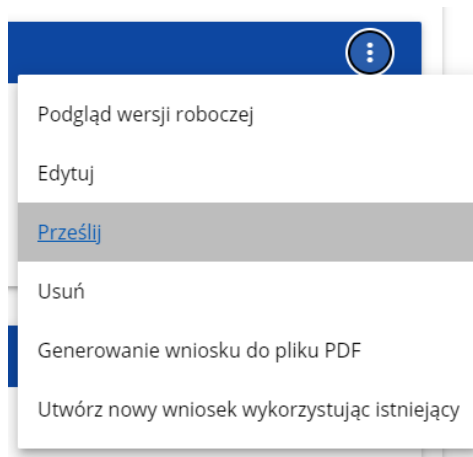 Podgląd wersji roboczej
Edytuj
Prześlij
Usuń
Generowanie wniosku do pliku PDF
Utwórz nowy wniosek wykorzystując istniejący